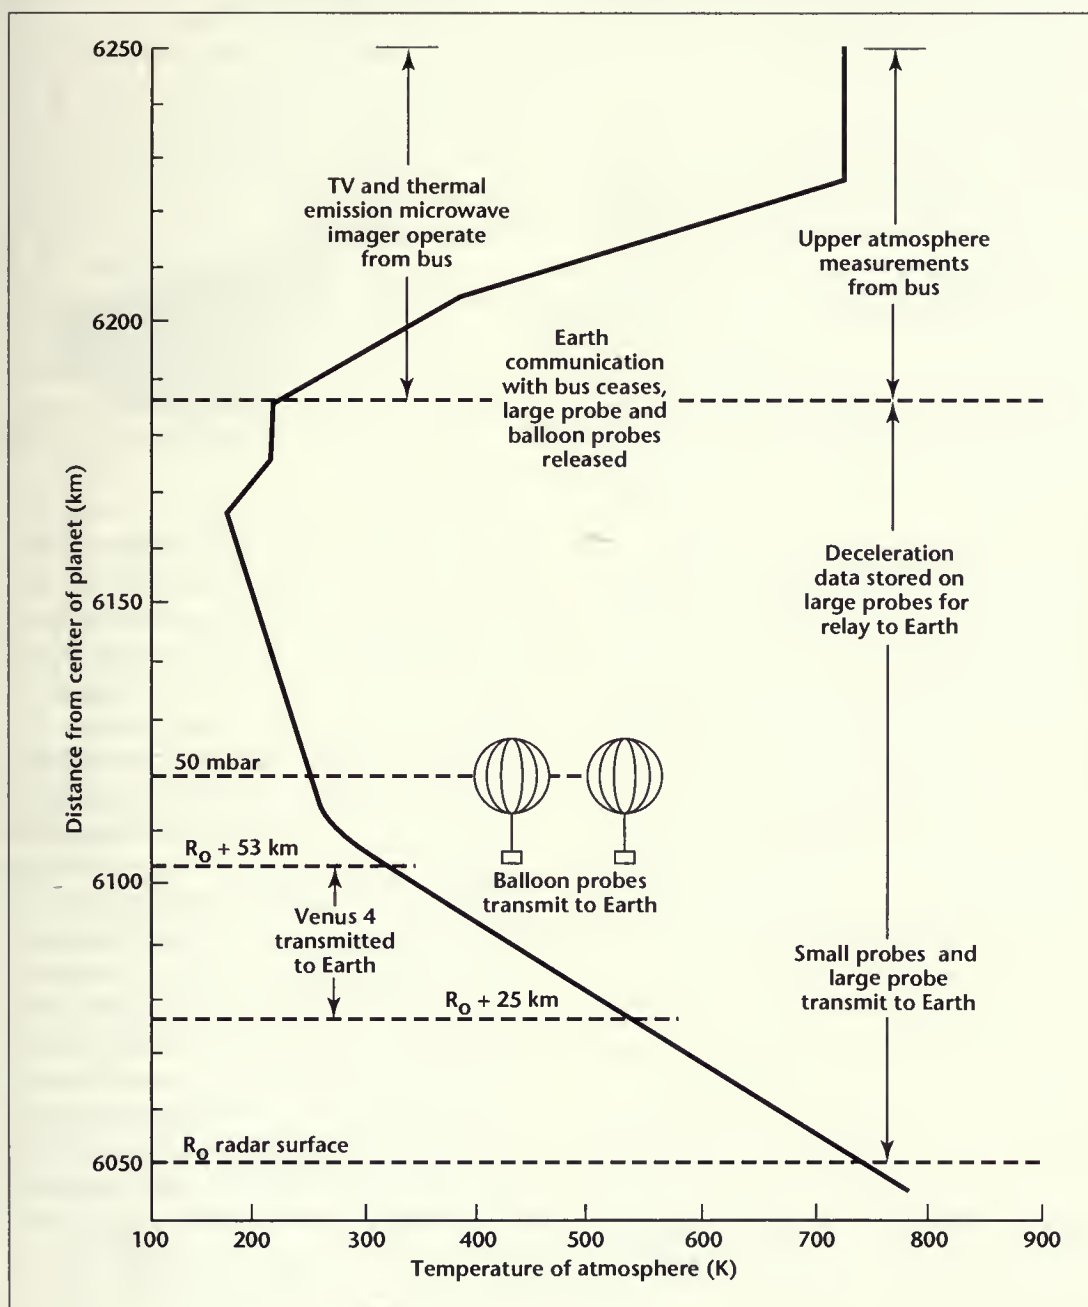 6250
TV and thermal
emission microwave
imager operate
from bus
Upper atmosphere
measurements
from bus
6200
Earth
communication
with bus ceases,
large probe and
balloon probes
released
Distance from center of planet (km)
Deceleration
data stored on
large probes for
relay to Earth
6150
50 mbar
Ro + 53 km
6100
Balloon probes
transmit to Earth
Venus 4
transmitted
to Earth
Small probes and
large probe
transmit to Earth
Ro + 25 km
Ro radar surface
6050
100 200 300 400 500 600 700 800 900
Temperature of atmosphere (K)